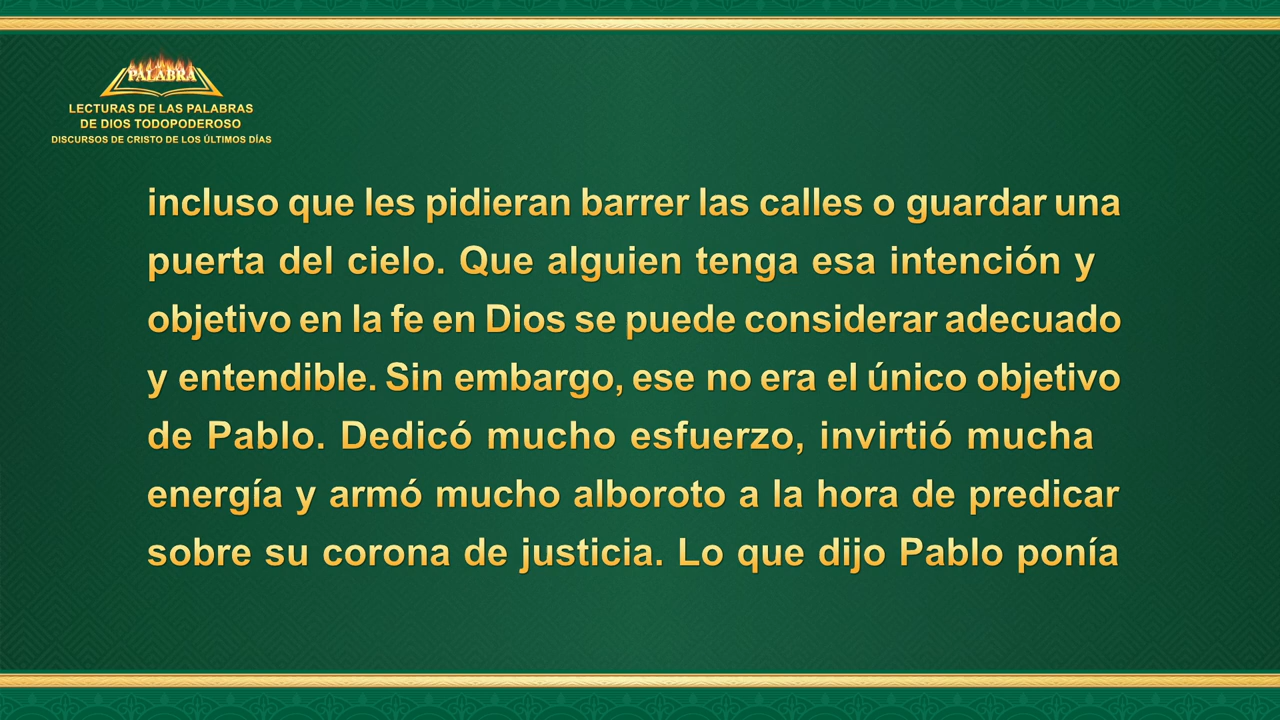 PALABRA
LECTURAS DE LAS PALABRAS
DE DIOS TODOPODEROSO
DISCURSOS DE CRISTO DE LOS ÚLTIMOS DÍAS
incluso que les pidieran barrer las calles o guardar una
puerta del cielo. Que alguien tenga esa intención y
objetivo en la fe en Dios se puede considerar adecuado
y entendible. Sin embargo, ese no era el único objetivo
de Pablo. Dedicó mucho esfuerzo, invirtió mucha
energía y armó mucho alboroto a la hora de predicar
sobre su corona de justicia. Lo que dijo Pablo ponía